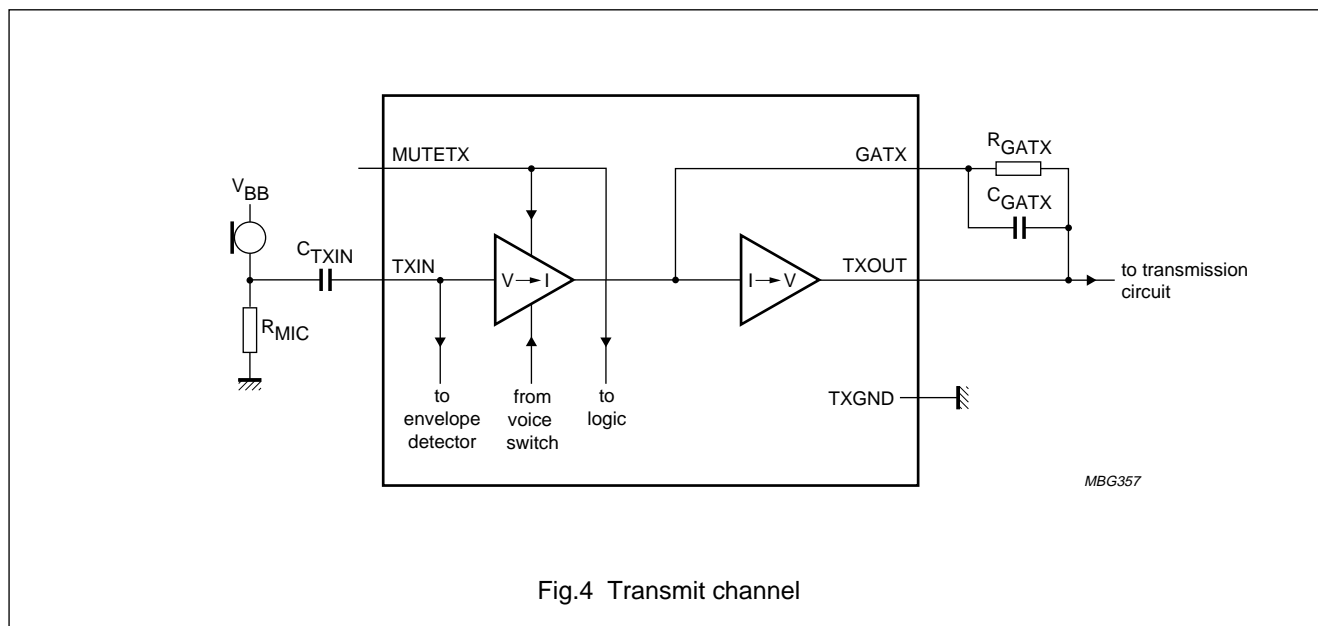 MUTETX
GATX
RGATX
CGATX
VBB
CTXIN
TXIN
V → I
I → V
TXOUT
to transmission
circuit
RMIC
to
envelope
detector
from
voice
switch
to
logic
TXGND
MBG357
Fig.4 Transmit channel